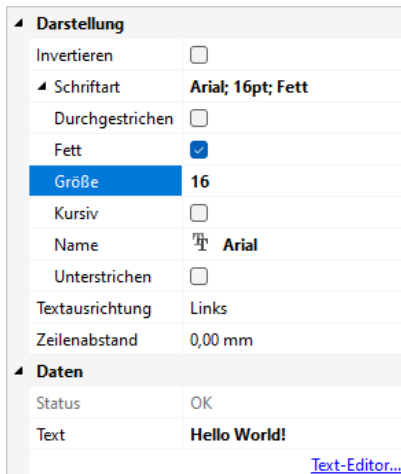 Darstellung
Invertieren
Schriftart Arial; 16pt; Fett
Durchgestrichen
Fett
Größe 16
Kursiv
Name Arial
Unterstrichen
Textausrichtung Links
Zeilenabstand 0,00 mm
Daten
Status OK
Text Hello World!
Text-Editor...